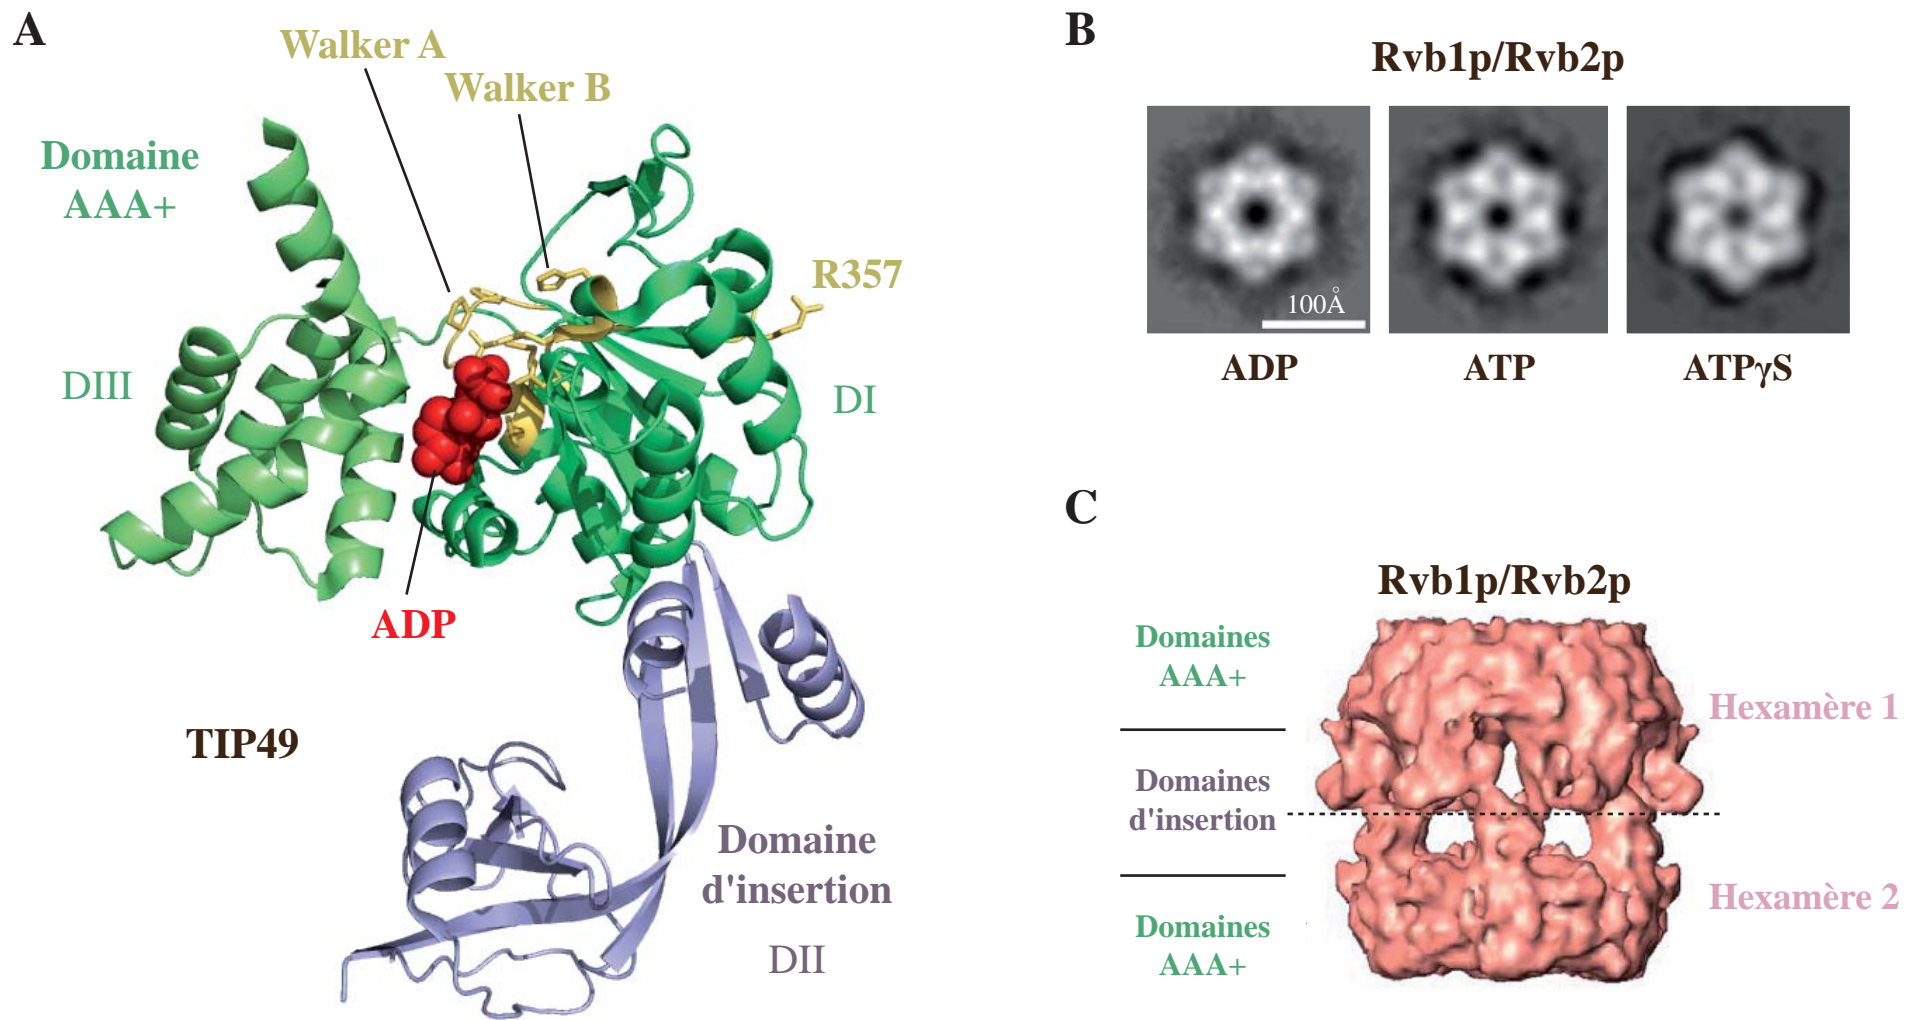 A
Walker A
Walker B
Domaine
AAA+
R357
DIII
DI
ADP
TIP49
Domaine
d'insertion
DII
B
Rvb1p/Rvb2p
100Å
ADP
ATP
ATPγS
C
Rvb1p/Rvb2p
Domaines
AAA+
Hexamère 1
Domaines
d'insertion
Hexamère 2
Domaines
AAA+